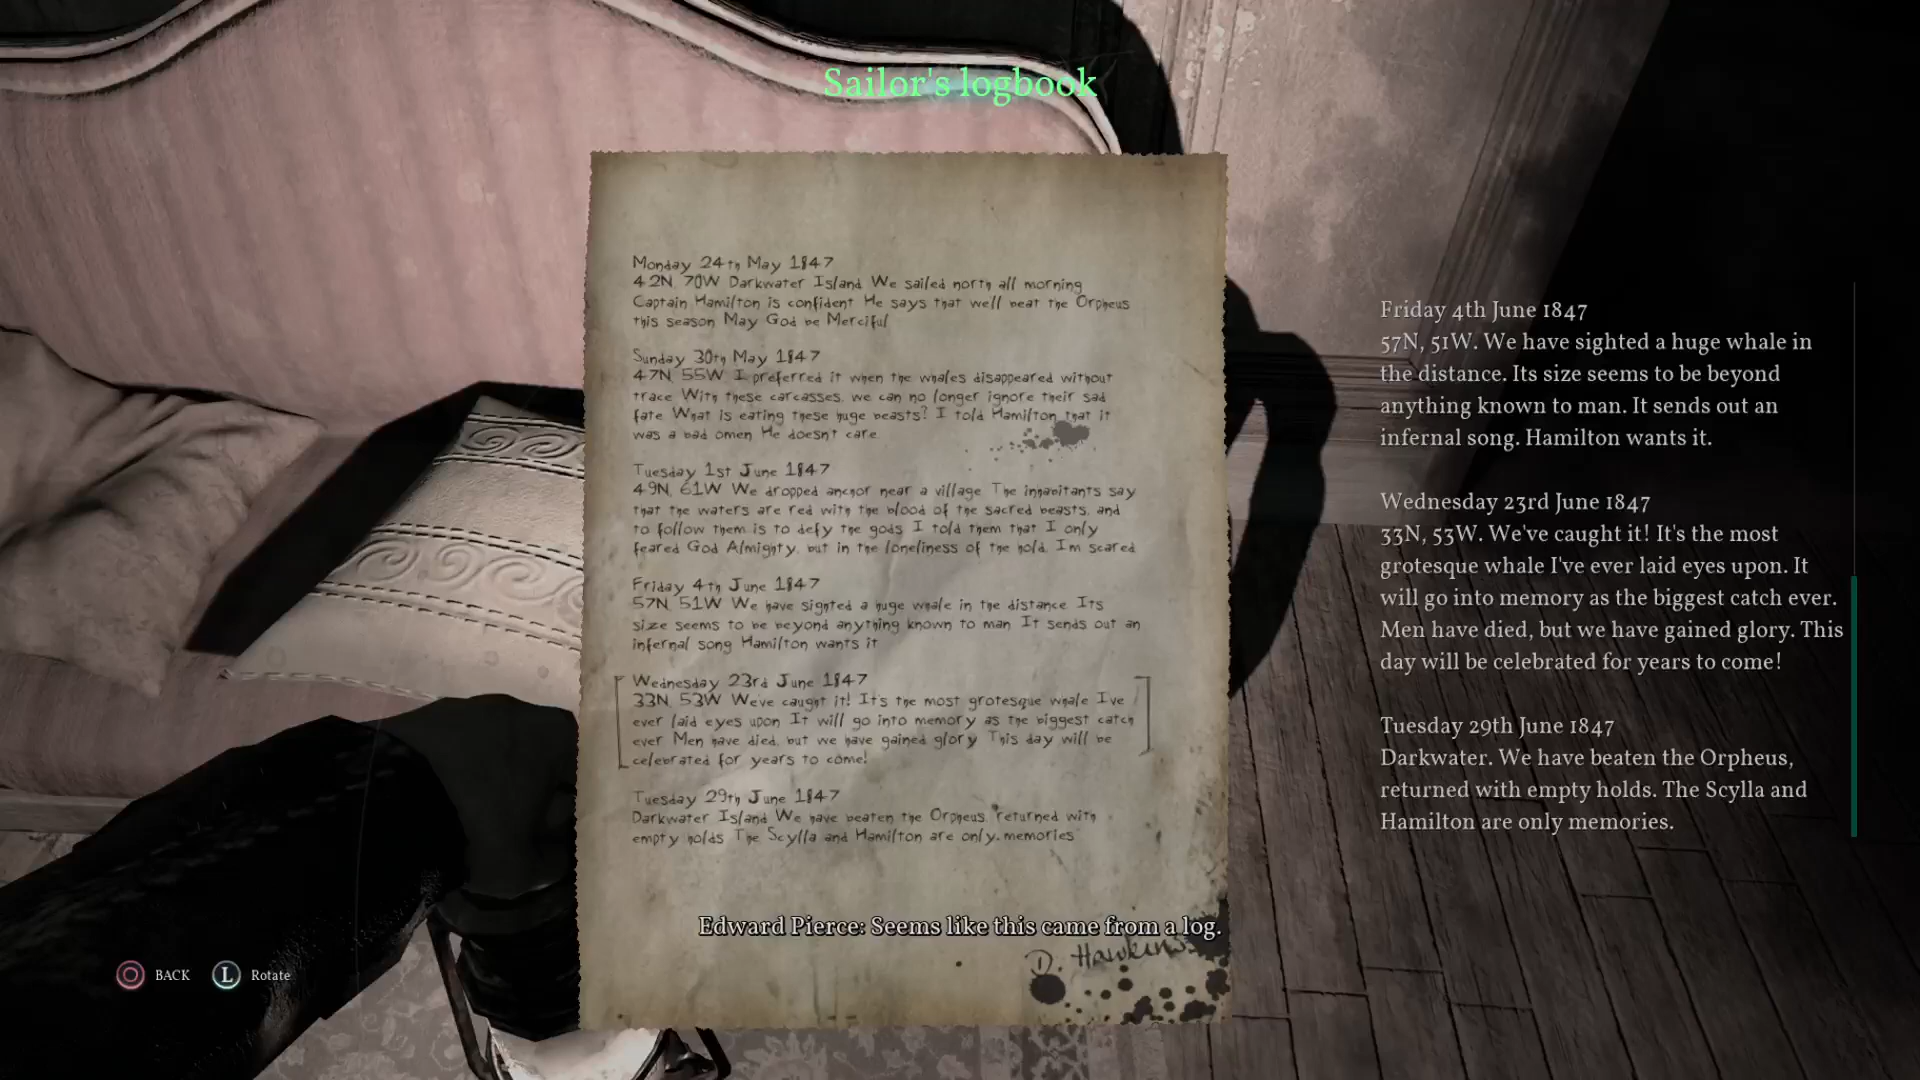 Sailor's logbook
Monday 24th May 1847
42N 70W Darkwater Island We sailed north all morning
Captain Hamilton is confident He says that well beat the Orpheus
this season May God be Merciful
Sunday 30th May 1847
47N 55W I preferred it when the whales disappeared without
trace With these carcasses, we can no longer ignore their sad
fate What is eating these huge beasts? I told Hamilton that it
was a bad omen He doesn't care.
Tuesday 1st June 1847
49N, 61W We dropped anchor near a village The inhabitants say
that the waters are red with the blood of the sacred beasts, and
to follow them is to defy the gods I told them that I only
feared God Almighty, but in the loneliness of the hold, I'm scared
Friday 4th June 1847
57N, 51W We have sighted a huge whale in the distance Its
size seems to be beyond anything known to man It sends out an
infernal song Hamilton wants it
Wednesday 23rd June 1847
33N, 53W We've caught it! It's the most grotesque whale I've
ever laid eyes upon It will go into memory as the biggest catch
ever Men have died, but we have gained glory This day will be
celebrated for years to come!
Tuesday 29th June 1847
Darkwater Island We have beaten the Orpheus, returned with
empty holds The Scylla and Hamilton are only memories
D. Hawkins
Edward Pierce: Seems like this came from a log.
Friday 4th June 1847
57N, 51W. We have sighted a huge whale in
the distance. Its size seems to be beyond
anything known to man. It sends out an
infernal song. Hamilton wants it.
Wednesday 23rd June 1847
33N, 53W. We've caught it! It's the most
grotesque whale I've ever laid eyes upon. It
will go into memory as the biggest catch ever.
Men have died, but we have gained glory. This
day will be celebrated for years to come!
Tuesday 29th June 1847
Darkwater. We have beaten the Orpheus,
returned with empty holds. The Scylla and
Hamilton are only memories.
BACK
L Rotate